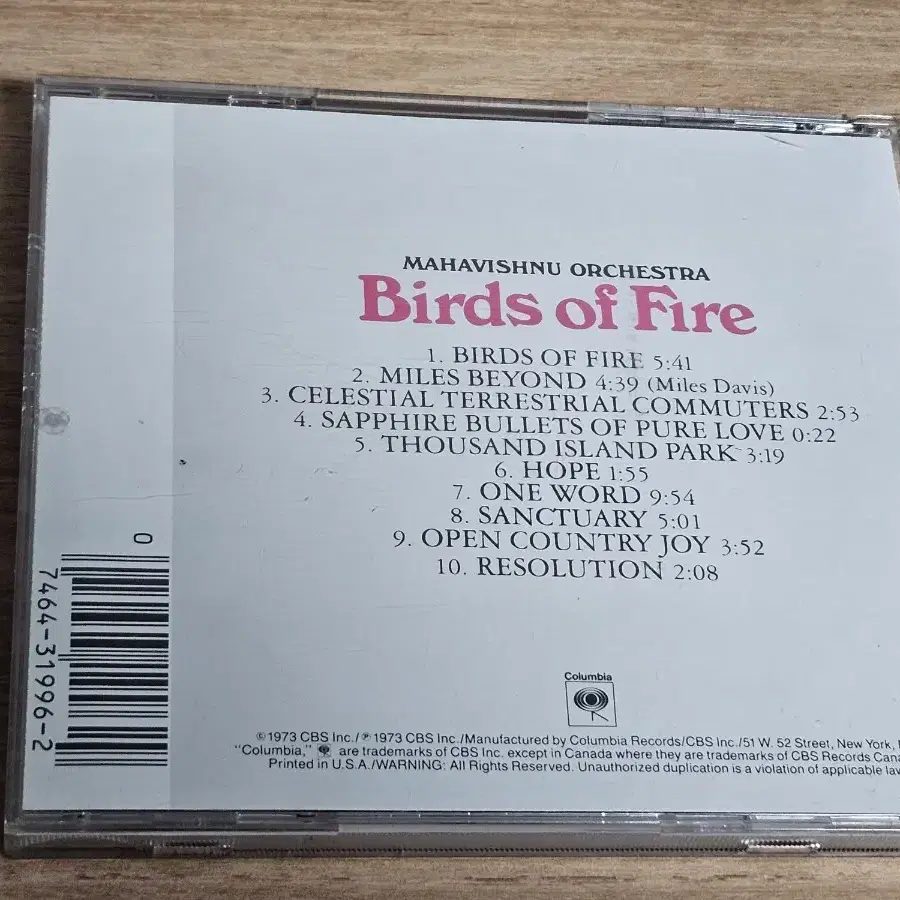 MAHAVISHNU ORCHESTRA
Birds of Fire
1. BIRDS OF FIRE 5:41
2. MILES BEYOND 4:39 (Miles Davis)
3. CELESTIAL TERRESTRIAL COMMUTERS 2:53
4. SAPPHIRE BULLETS OF PURE LOVE 0:22
5. THOUSAND ISLAND PARK 3:19
6. HOPE 1:55
7. ONE WORD 9:54
8. SANCTUARY 5:01
9. OPEN COUNTRY JOY 3:52
10. RESOLUTION 2:08
0
7464-31996-2
Columbia
© 1973 CBS Inc./℗ 1973 CBS Inc./Manufactured by Columbia Records/CBS Inc./51 W. 52 Street, New York,
"Columbia," are trademarks of CBS Inc. except in Canada where they are trademarks of CBS Records
Printed in U.S.A./WARNING: All Rights Reserved. Unauthorized duplication is a violation of applicable